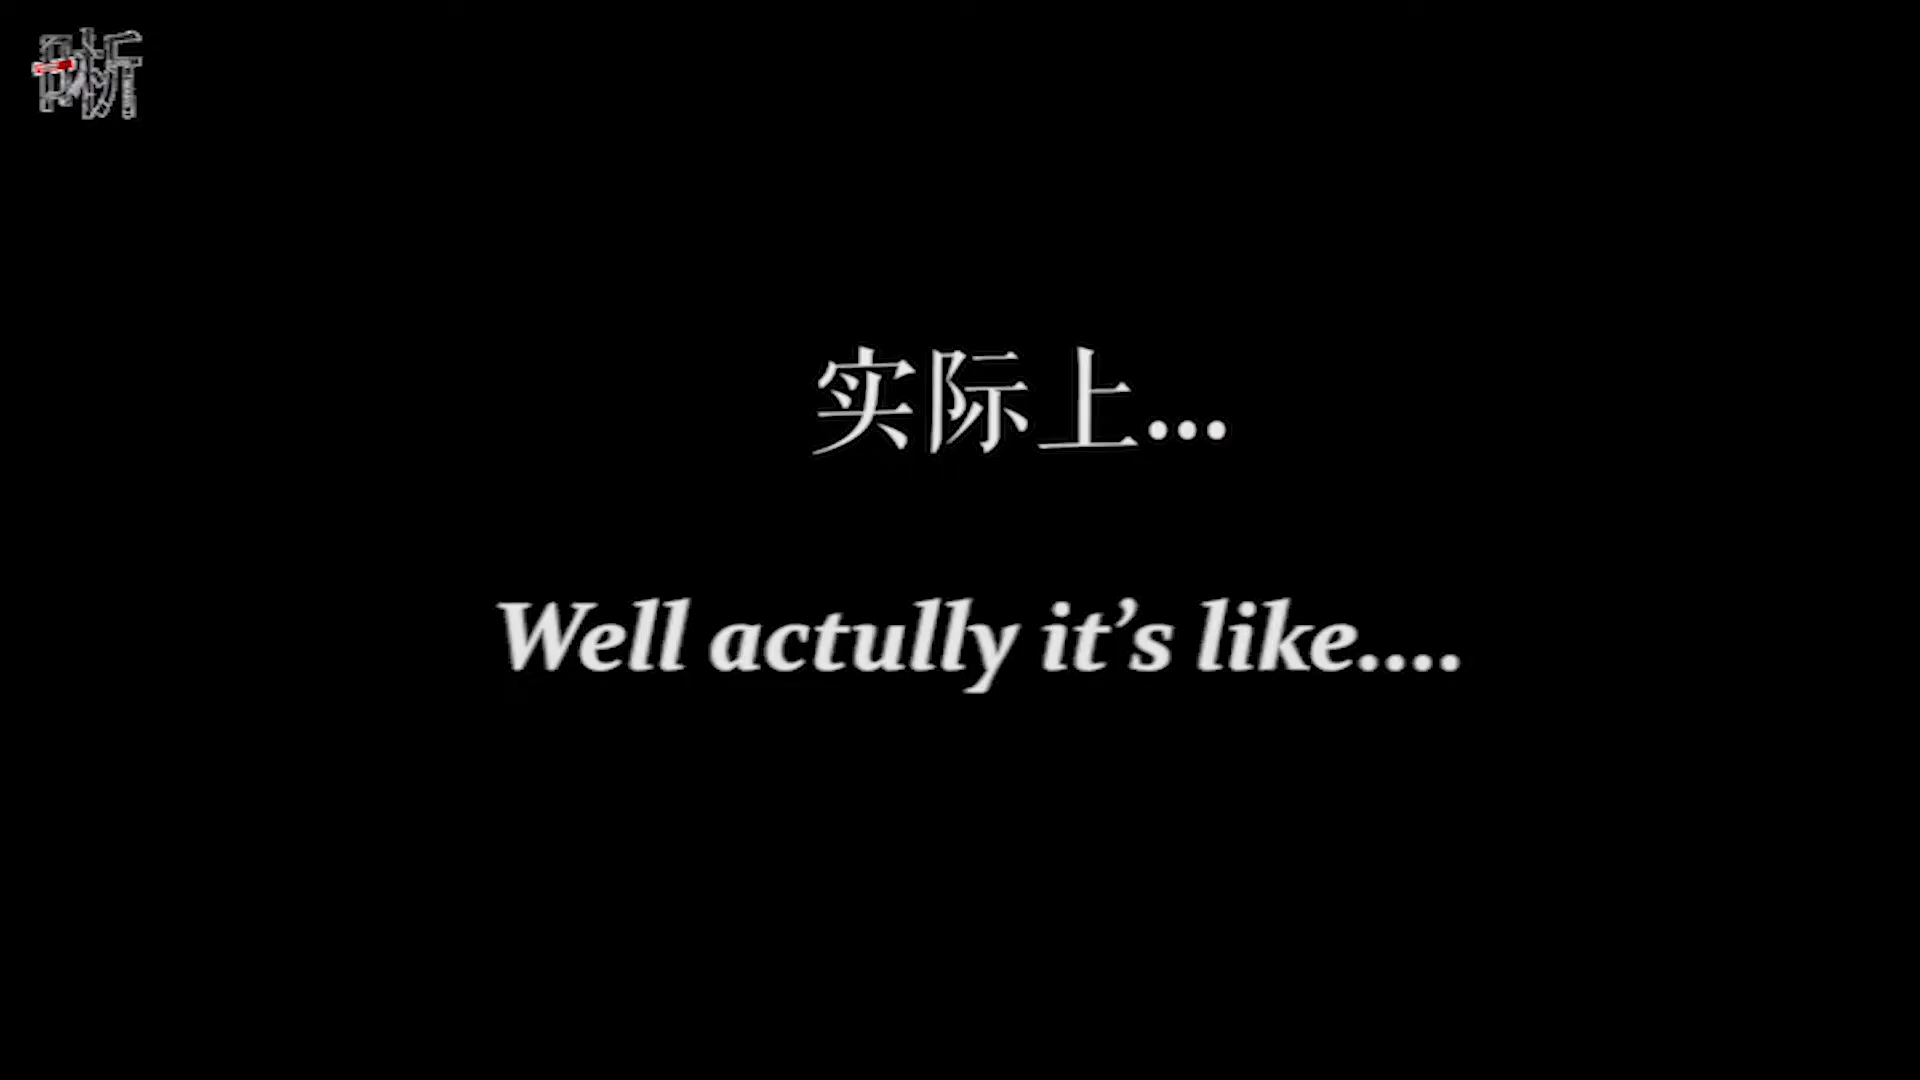 实际上...
Well actully it’s like....